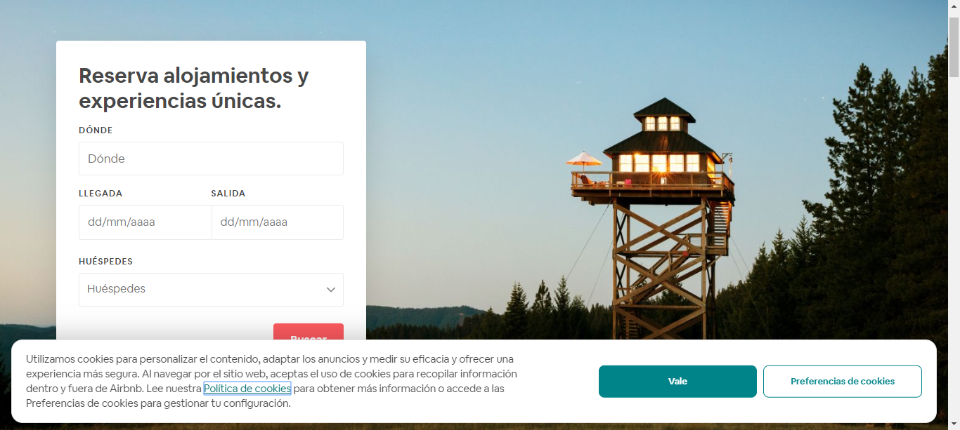 Reserva alojamientos y
experiencias únicas.
DÓNDE
Dónde
LLEGADA SALIDA
dd/mm/aaaa dd/mm/aaaa
HUÉSPEDES
Huéspedes
Buscar
Utilizamos cookies para personalizar el contenido, adaptar los anuncios y medir su eficacia y ofrecer una
experiencia más segura. Al navegar por el sitio web, aceptas el uso de cookies para recopilar información
dentro y fuera de Airbnb. Lee nuestra Política de cookies para obtener más información o accede a las
Preferencias de cookies para gestionar tu configuración.
Vale
Preferencias de cookies